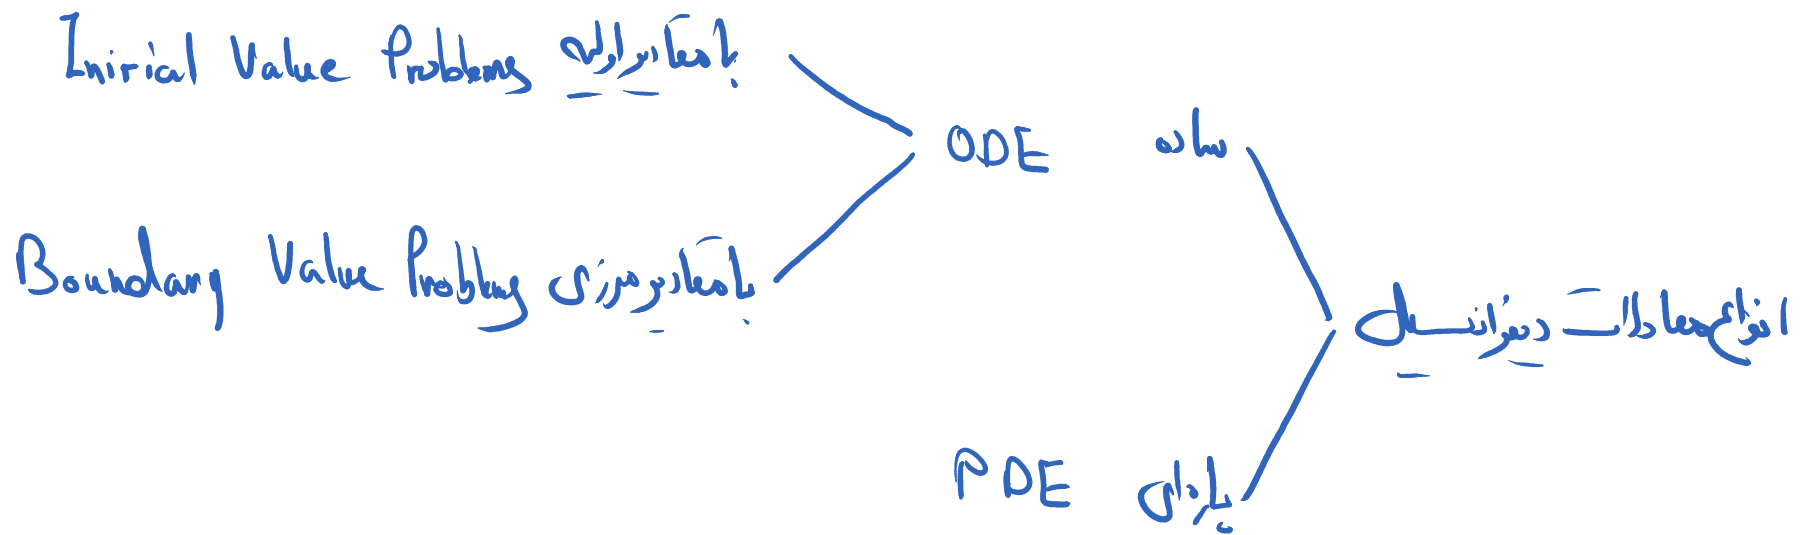 انواع معادلات دیفرانسیل
ساده ODE
با مقادیر اولیه Inirial Value Problems
با مقادیر مرزی Boundary Value Problems
پاره‌ای PDE